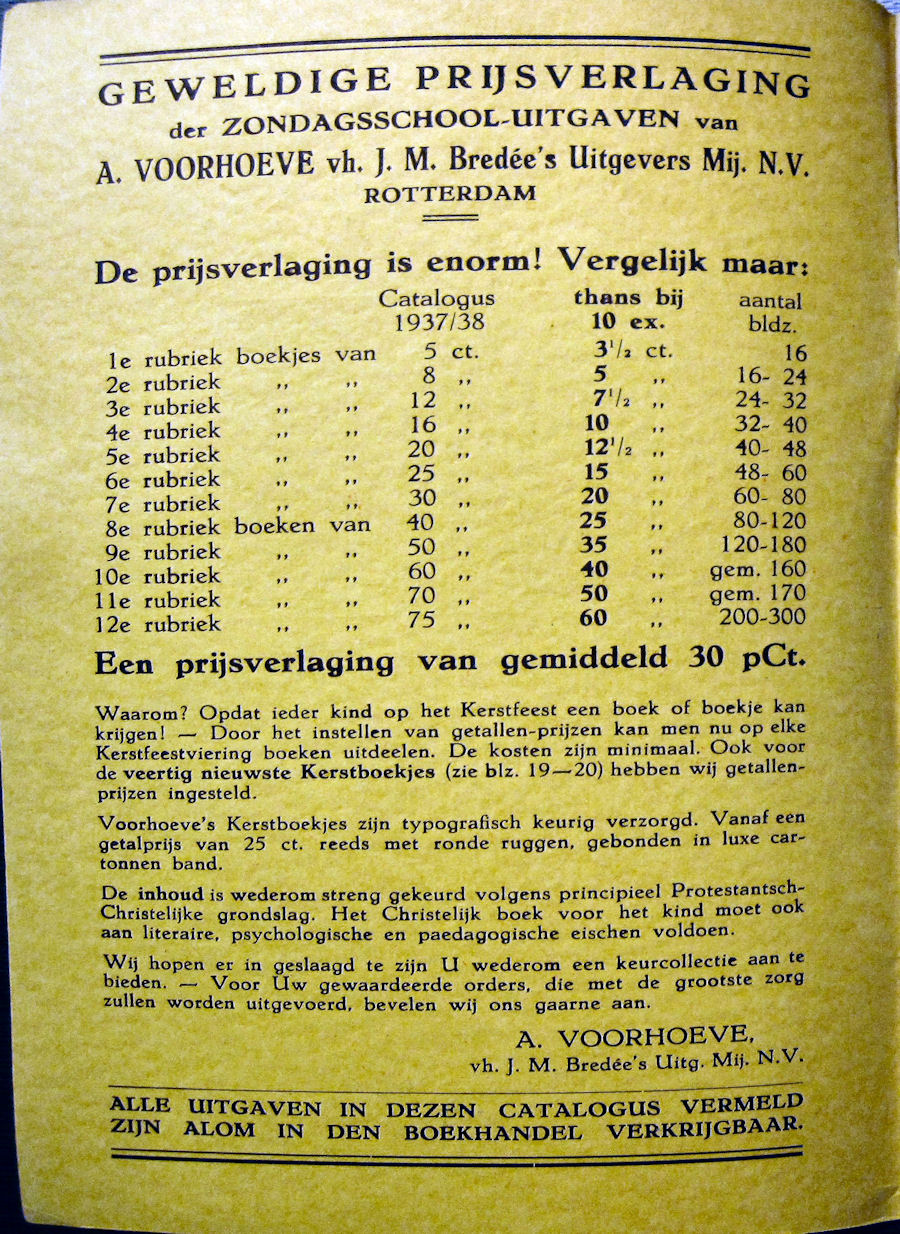 GEWELDIGE PRIJSVERLAGING
der ZONDAGSSCHOOL-UITGAVEN van
A. VOORHOEVE vh. J. M. Bredée's Uitgevers Mij. N.V.
ROTTERDAM
De prijsverlaging is enorm! Vergelijk maar:
Catalogus thans bij aantal
1937/38 10 ex. bldz.
1e rubriek boekjes van 5 ct. 3¹/₂ ct. 16
2e rubriek ,, ,, 8 ,, 5 ,, 16- 24
3e rubriek ,, ,, 12 ,, 7¹/₂ ,, 24- 32
4e rubriek ,, ,, 16 ,, 10 ,, 32- 40
5e rubriek ,, ,, 20 ,, 12¹/₂ ,, 40- 48
6e rubriek ,, ,, 25 ,, 15 ,, 48- 60
7e rubriek ,, ,, 30 ,, 20 ,, 60- 80
8e rubriek boeken van 40 ,, 25 ,, 80-120
9e rubriek ,, ,, 50 ,, 35 ,, 120-180
10e rubriek ,, ,, 60 ,, 40 ,, gem. 160
11e rubriek ,, ,, 70 ,, 50 ,, gem. 170
12e rubriek ,, ,, 75 ,, 60 ,, 200-300
Een prijsverlaging van gemiddeld 30 pCt.
Waarom? Opdat ieder kind op het Kerstfeest een boek of boekje kan
krijgen! — Door het instellen van getallen-prijzen kan men nu op elke
Kerstfeestviering boeken uitdeelen. De kosten zijn minimaal. Ook voor
de veertig nieuwste Kerstboekjes (zie blz. 19—20) hebben wij getallen-
prijzen ingesteld.
Voorhoeve's Kerstboekjes zijn typografisch keurig verzorgd. Vanaf een
getalprijs van 25 ct. reeds met ronde ruggen, gebonden in luxe car-
tonnen band.
De inhoud is wederom streng gekeurd volgens principieel Protestantsch-
Christelijke grondslag. Het Christelijk boek voor het kind moet ook
aan literaire, psychologische en paedagogische eischen voldoen.
Wij hopen er in geslaagd te zijn U wederom een keurcollectie aan te
bieden. — Voor Uw gewaardeerde orders, die met de grootste zorg
zullen worden uitgevoerd, bevelen wij ons gaarne aan.
A. VOORHOEVE,
vh. J. M. Bredée's Uitg. Mij. N.V.
ALLE UITGAVEN IN DEZEN CATALOGUS VERMELD
ZIJN ALOM IN DEN BOEKHANDEL VERKRIJGBAAR.